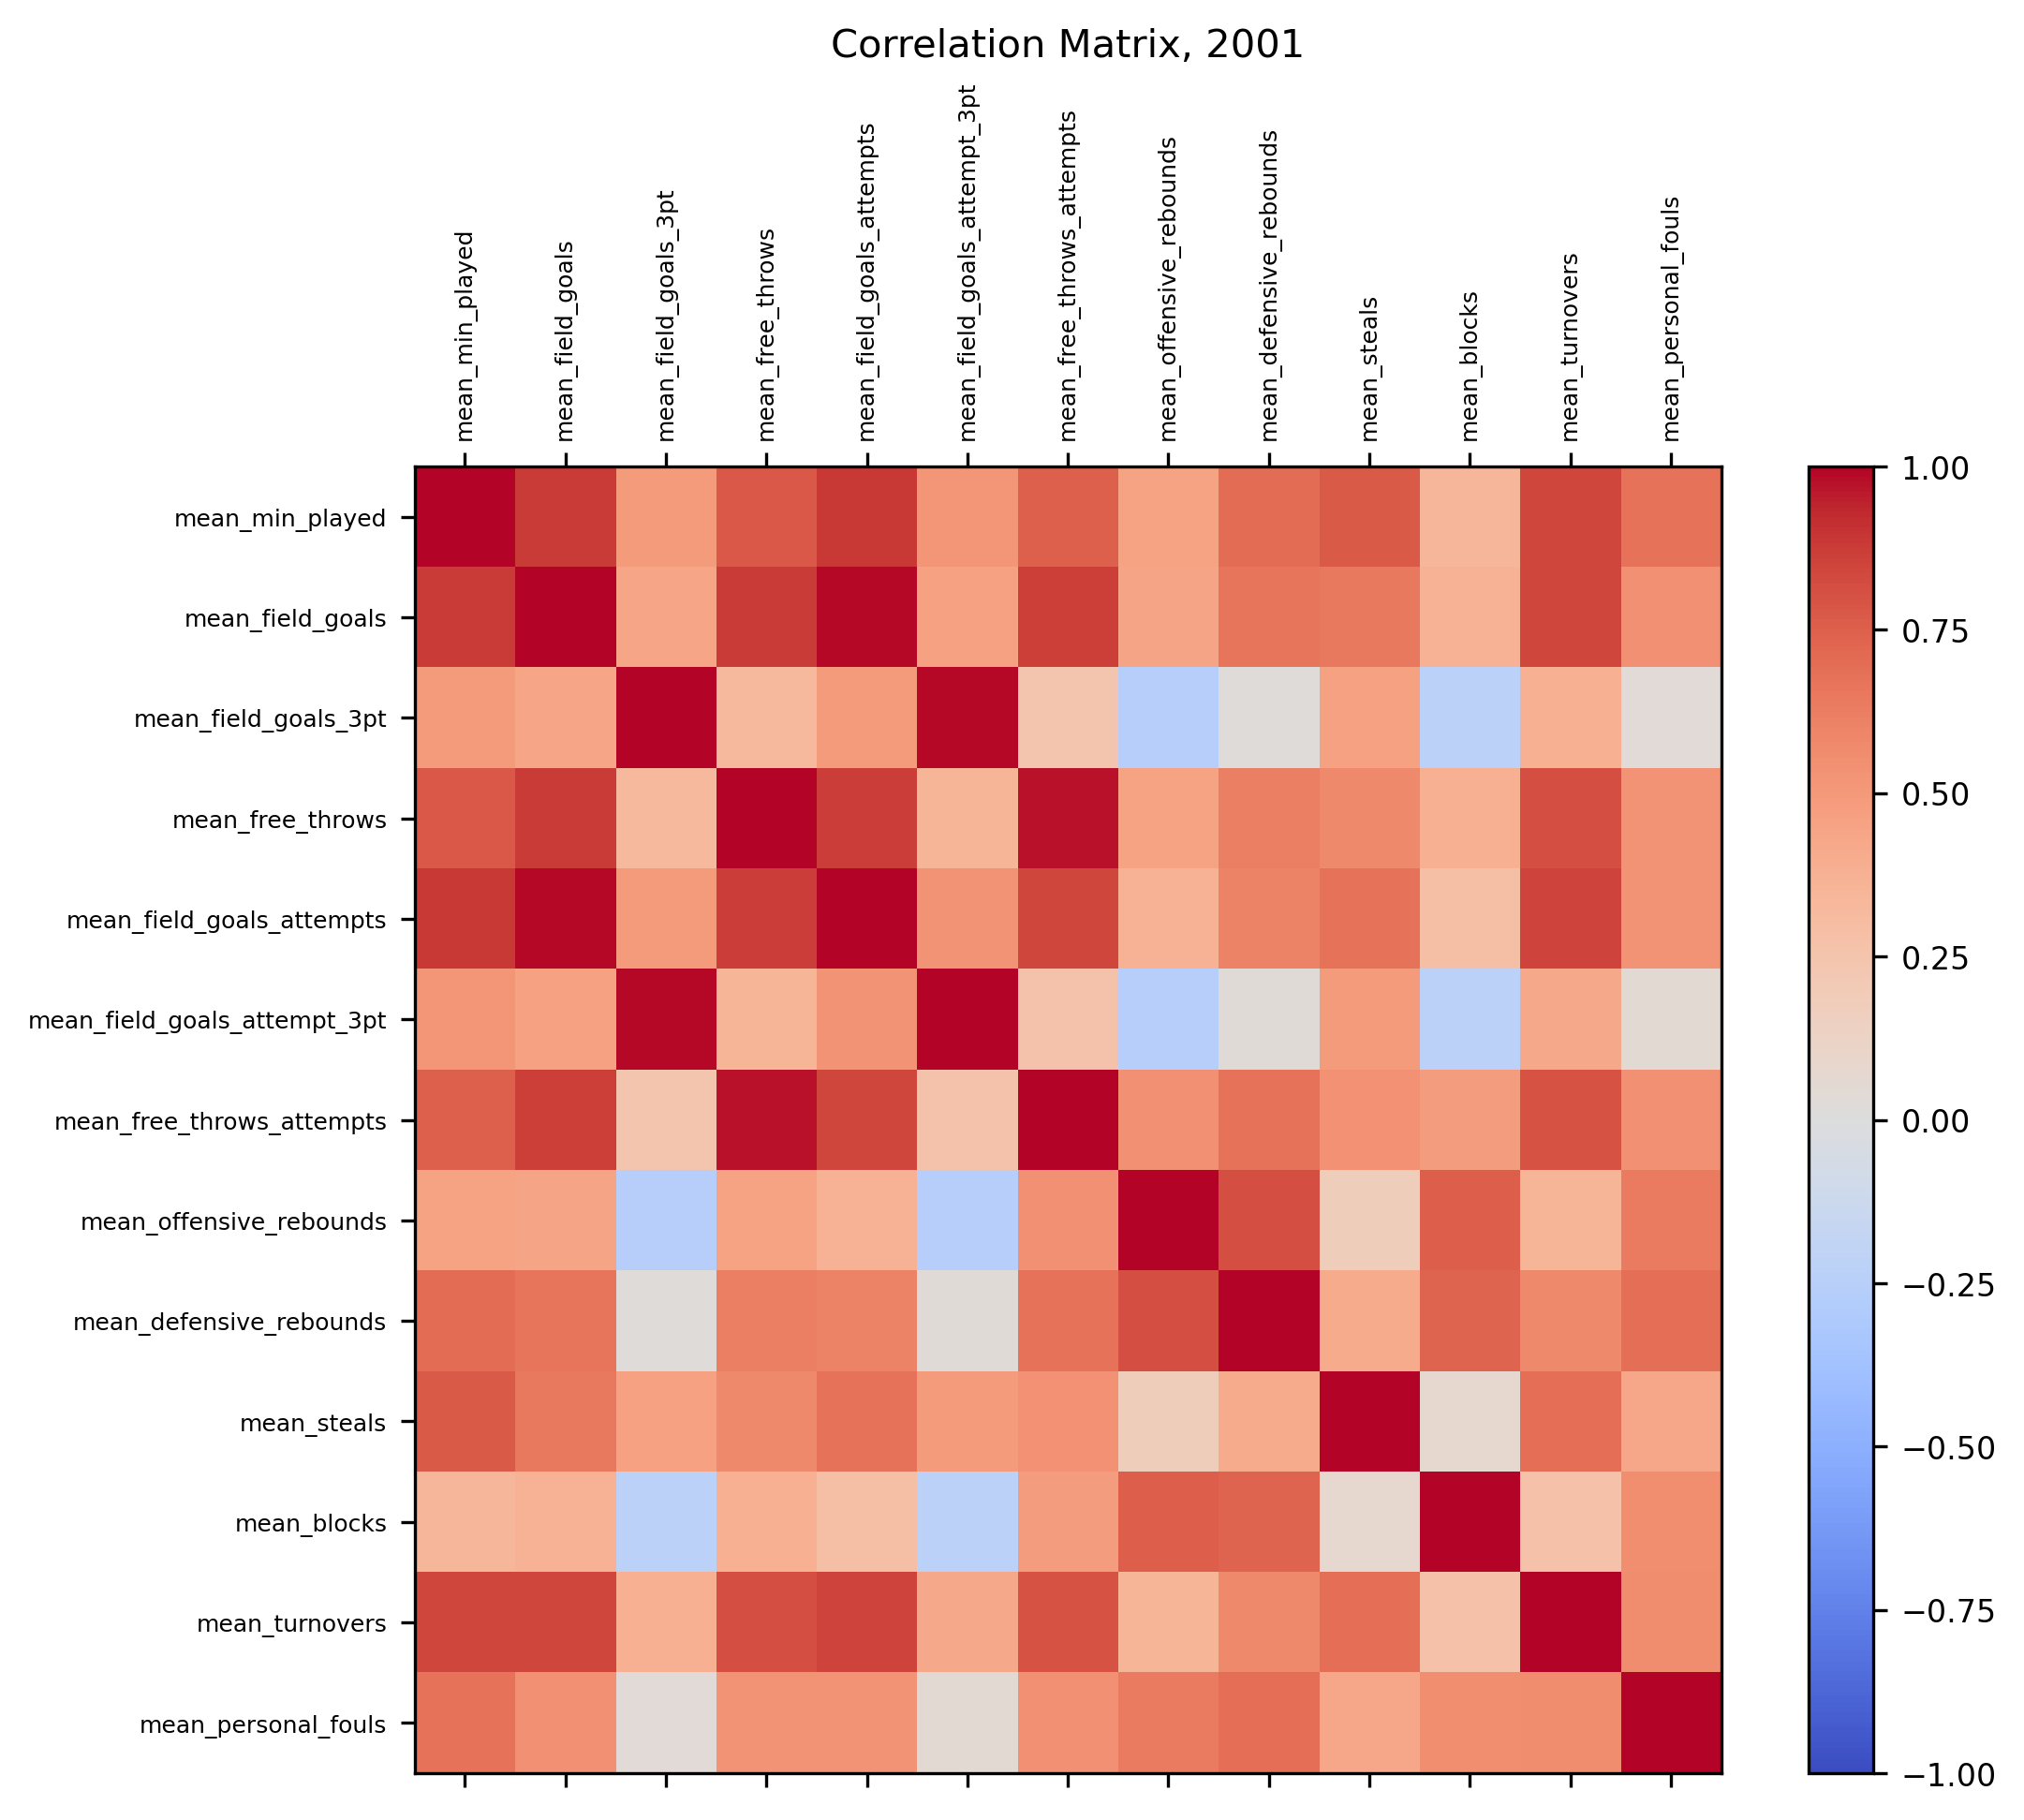 Correlation Matrix, 2001
mean_min_played
mean_field_goals
mean_field_goals_3pt
mean_free_throws
mean_field_goals_attempts
mean_field_goals_attempt_3pt
mean_free_throws_attempts
mean_offensive_rebounds
mean_defensive_rebounds
mean_steals
mean_blocks
mean_turnovers
mean_personal_fouls
mean_min_played
mean_field_goals
mean_field_goals_3pt
mean_free_throws
mean_field_goals_attempts
mean_field_goals_attempt_3pt
mean_free_throws_attempts
mean_offensive_rebounds
mean_defensive_rebounds
mean_steals
mean_blocks
mean_turnovers
mean_personal_fouls
1.00
0.75
0.50
0.25
0.00
−0.25
−0.50
−0.75
−1.00